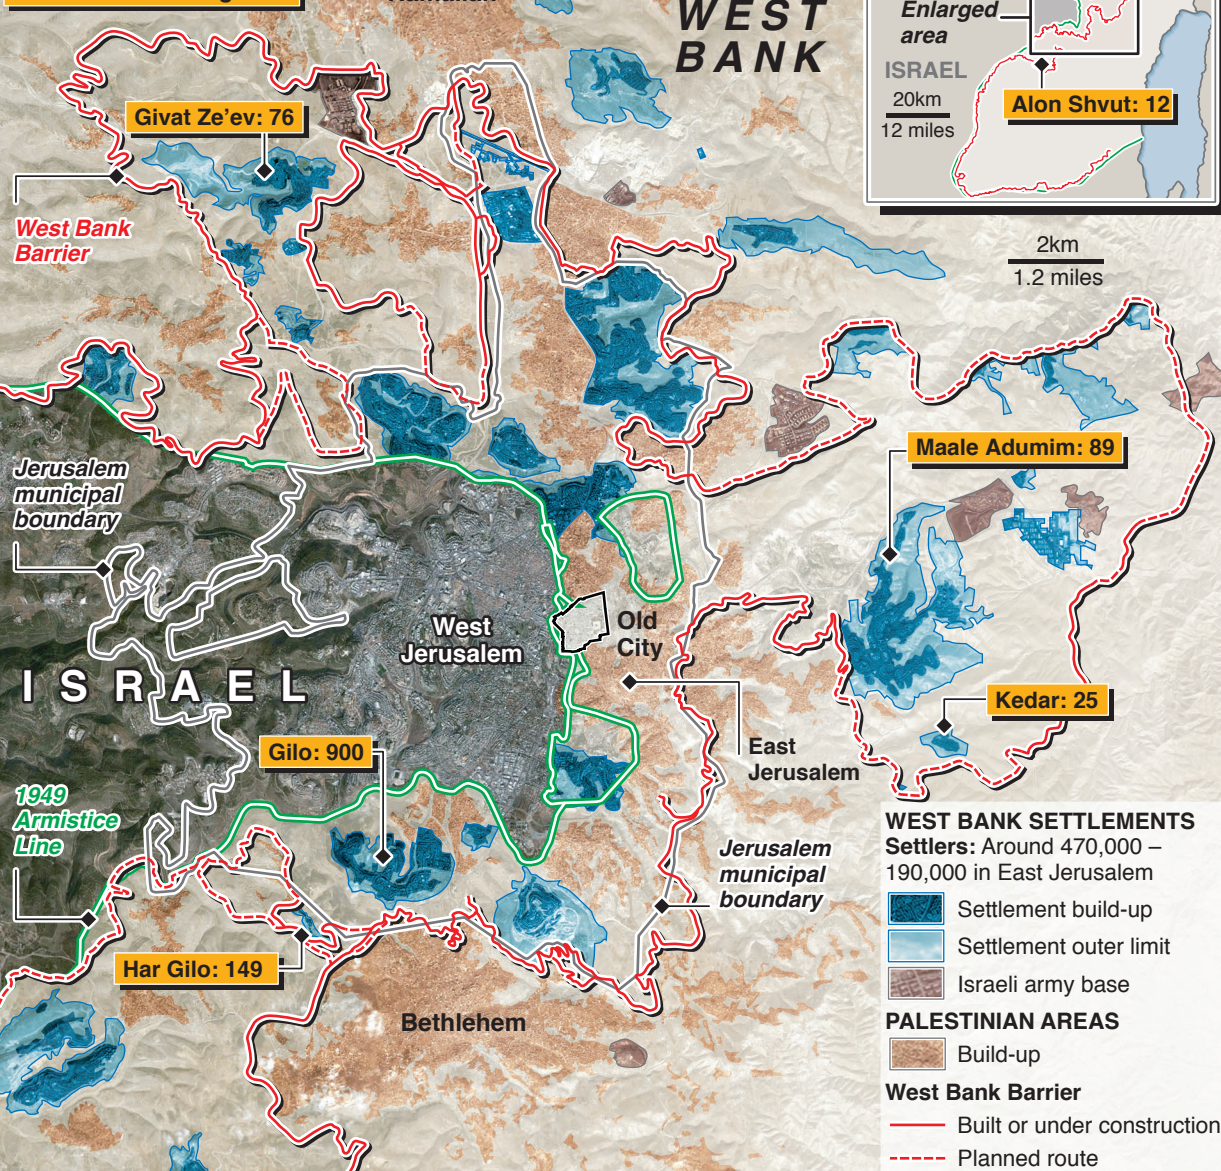 WEST
BANK
Enlarged
area
ISRAEL
20km
12 miles
Alon Shvut: 12
Givat Ze’ev: 76
West Bank
Barrier
2km
1.2 miles
Maale Adumim: 89
Jerusalem
municipal
boundary
West
Jerusalem
Old
City
ISRAEL
Kedar: 25
Gilo: 900
East
Jerusalem
1949
Armistice
Line
Jerusalem
municipal
boundary
Har Gilo: 149
Bethlehem
WEST BANK SETTLEMENTS
Settlers: Around 470,000 –
190,000 in East Jerusalem
Settlement build-up
Settlement outer limit
Israeli army base
PALESTINIAN AREAS
Build-up
West Bank Barrier
Built or under construction
Planned route